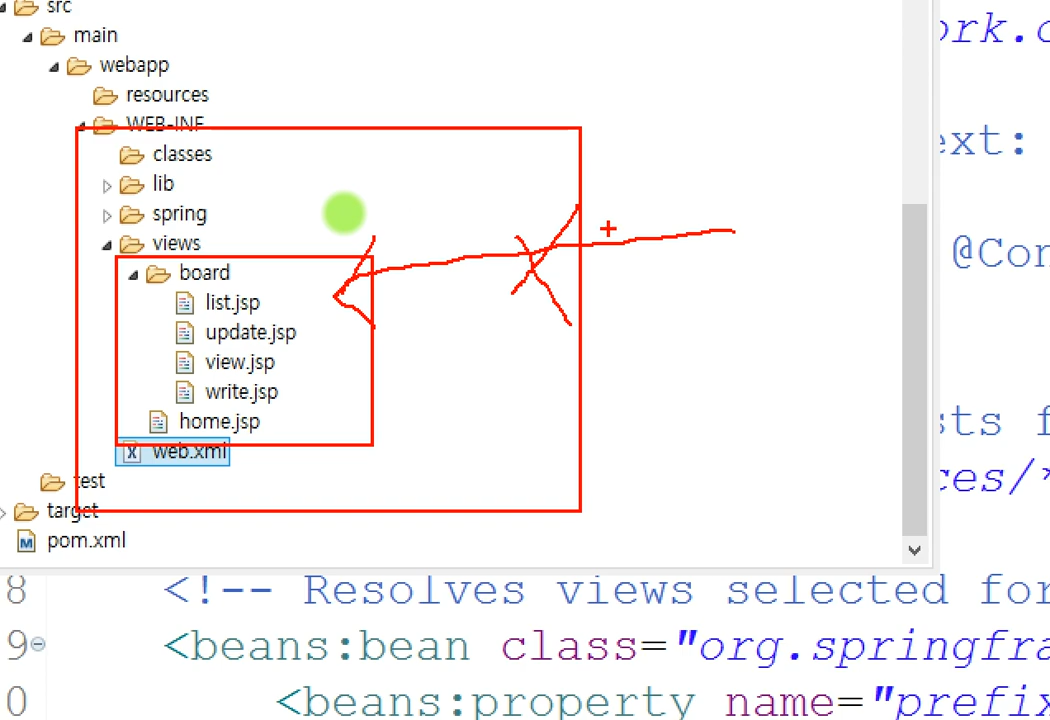 src
main
webapp
resources
WEB-INF
classes
lib
spring
views
board
list.jsp
update.jsp
view.jsp
write.jsp
home.jsp
web.xml
test
target
pom.xml
ork.c
ext:
@Con
sts f
ces/*
8 <!-- Resolves views selected for
9 <beans:bean class="org.springfra
0 <beans:property name="prefix